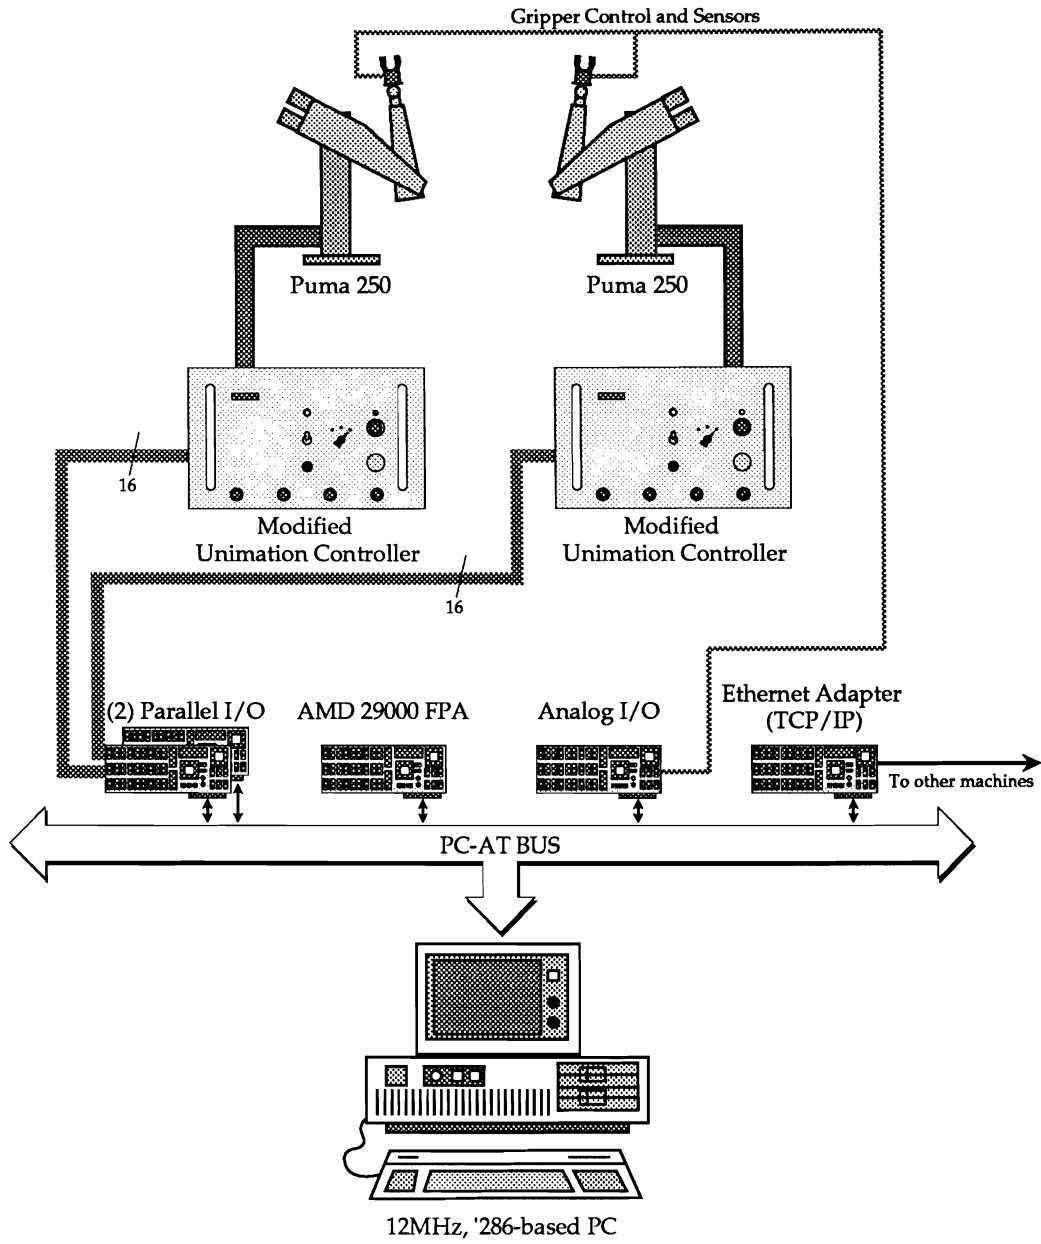 Gripper Control and Sensors
Puma 250
Puma 250
16
Modified
Unimation Controller
Modified
Unimation Controller
16
(2) Parallel I/O
AMD 29000 FPA
Analog I/O
Ethernet Adapter
(TCP/IP)
To other machines
PC-AT BUS
12MHz, '286-based PC